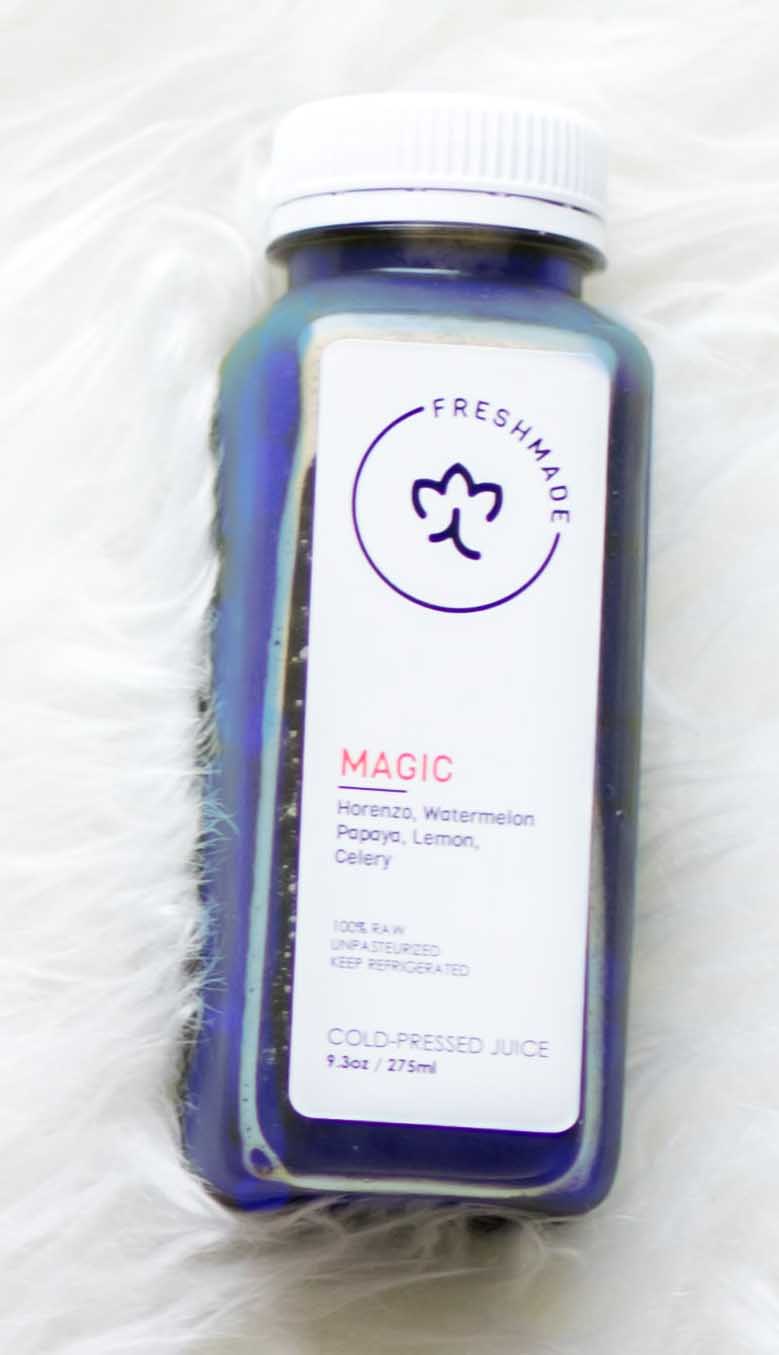 FRESHMADE
MAGIC
Horenzo, Watermelon
Papaya, Lemon,
Celery
100% RAW
UNPASTEURIZED
KEEP REFRIGERATED
COLD-PRESSED JUICE
9.3oz / 275ml